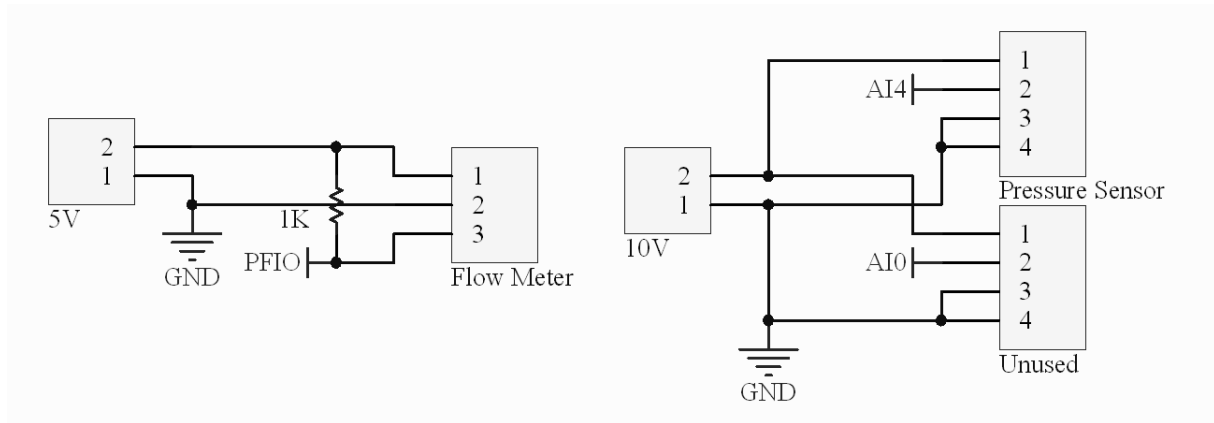 2
1
5V
GND
1K
PFIO
1
2
3
Flow Meter
2
1
10V
GND
AI4
1
2
3
4
Pressure Sensor
AI0
1
2
3
4
Unused